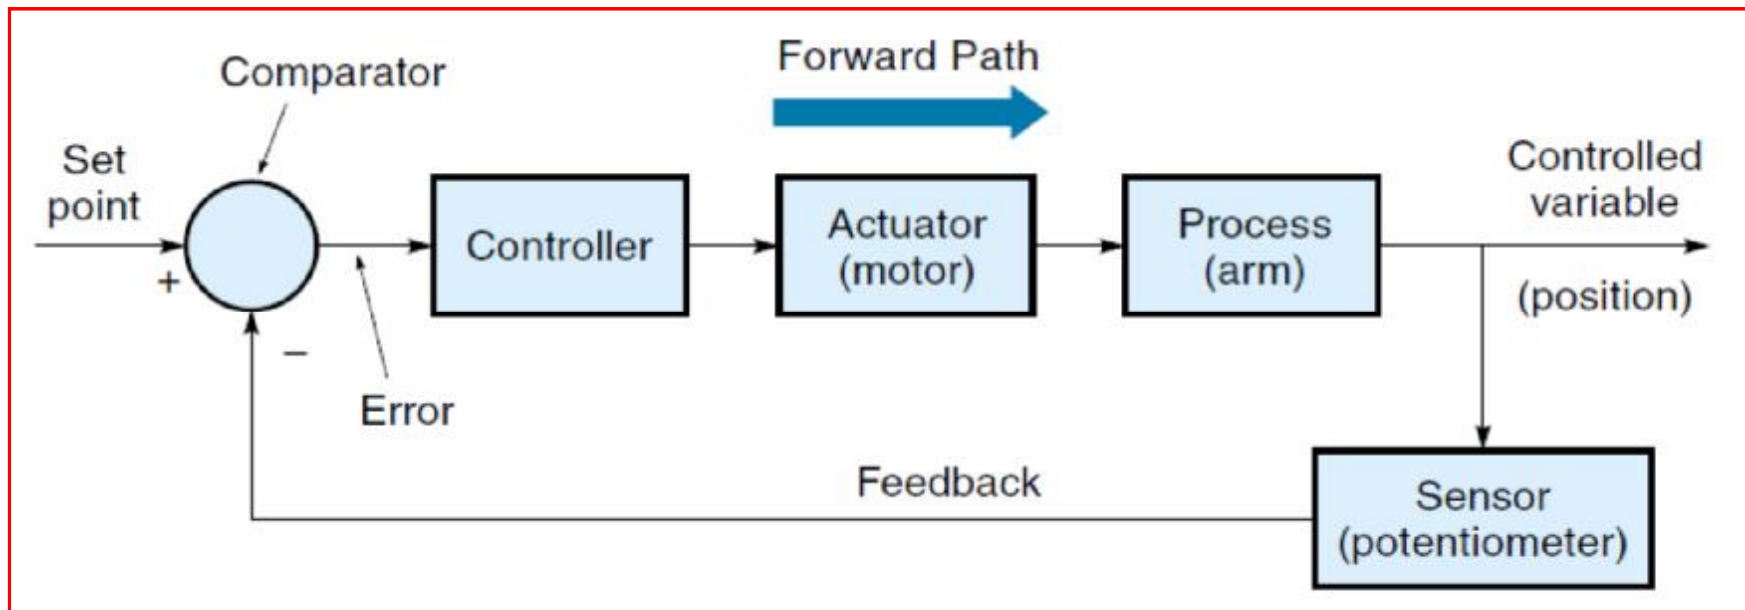 Comparator
Forward Path
Set
point
+
−
Error
Controller
Actuator
(motor)
Process
(arm)
Controlled
variable
(position)
Feedback
Sensor
(potentiometer)